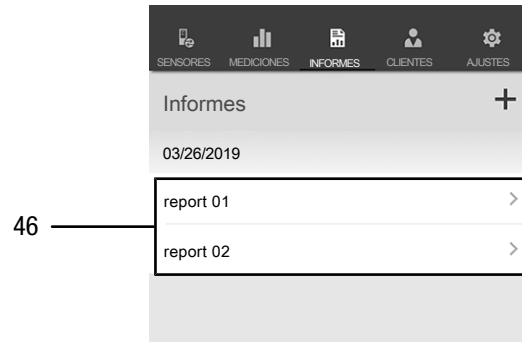 SENSORES MEDICIONES INFORMES CLIENTES AJUSTES
Informes +
03/26/2019
report 01 >
46
report 02 >